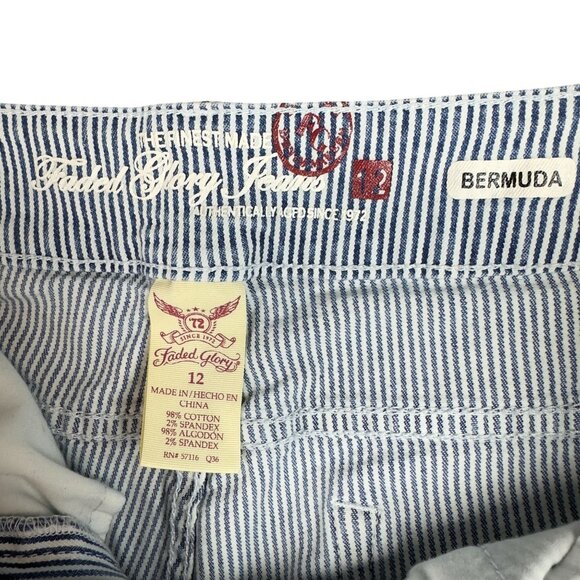 THE FINEST MADE
Faded Glory Jeans
12
AUTHENTICALLY AGED SINCE 1972
BERMUDA
72
SINCE 1972
Faded Glory
12
MADE IN/HECHO EN
CHINA
98% COTTON
2% SPANDEX
98% ALGODÓN
2% SPANDEX
RN# 57116 Q36